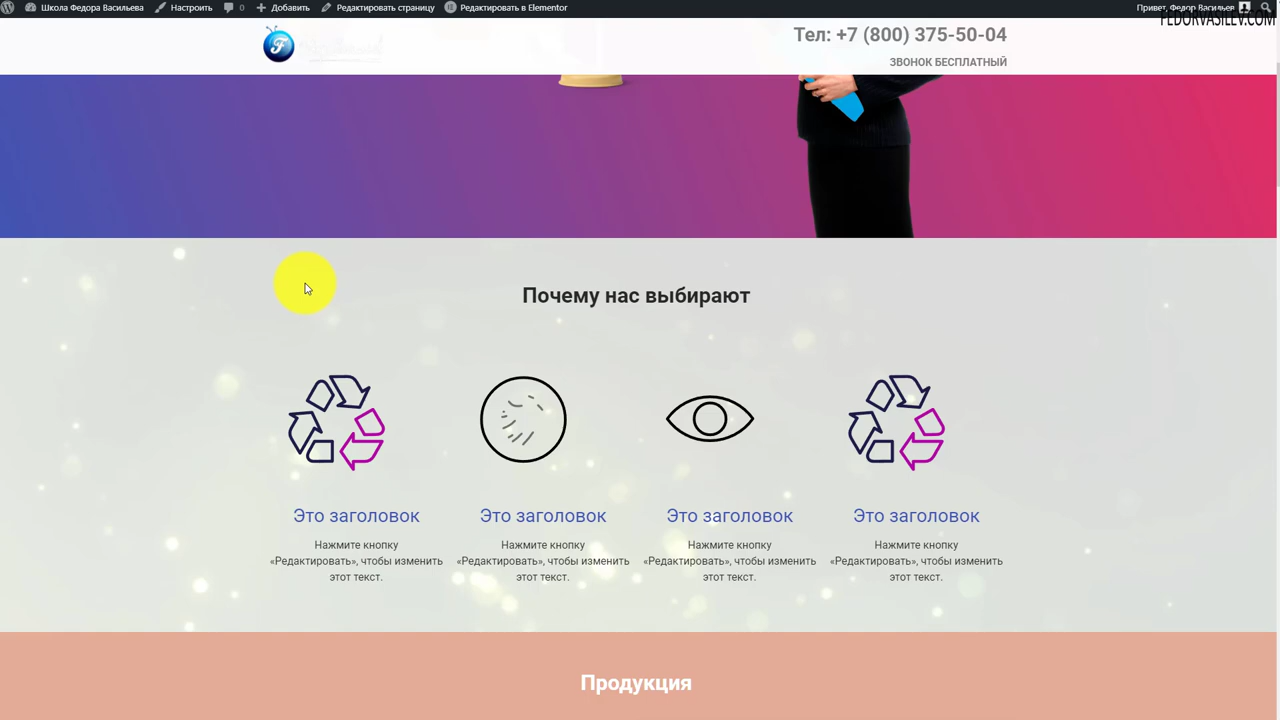 Школа Федора Васильева Настроить 0 Добавить Редактировать страницу Редактировать в Elementor Привет, Федор Васильев
FEDORVASILEV.COM
Тел: +7 (800) 375-50-04
ЗВОНОК БЕСПЛАТНЫЙ
Почему нас выбирают
Это заголовок Это заголовок Это заголовок Это заголовок
Нажмите кнопку Нажмите кнопку Нажмите кнопку Нажмите кнопку
«Редактировать», чтобы изменить «Редактировать», чтобы изменить «Редактировать», чтобы изменить «Редактировать», чтобы изменить
этот текст. этот текст. этот текст. этот текст.
Продукция